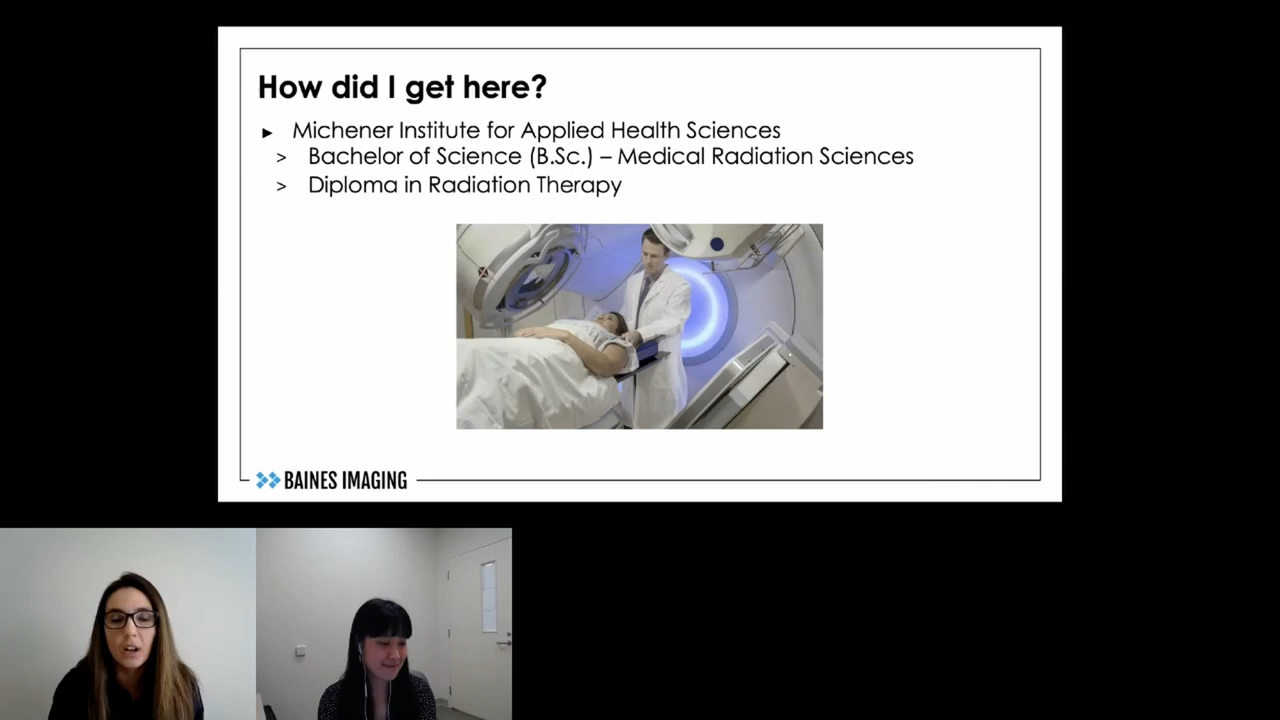 How did I get here?
► Michener Institute for Applied Health Sciences
> Bachelor of Science (B.Sc.) – Medical Radiation Sciences
> Diploma in Radiation Therapy
BAINES IMAGING